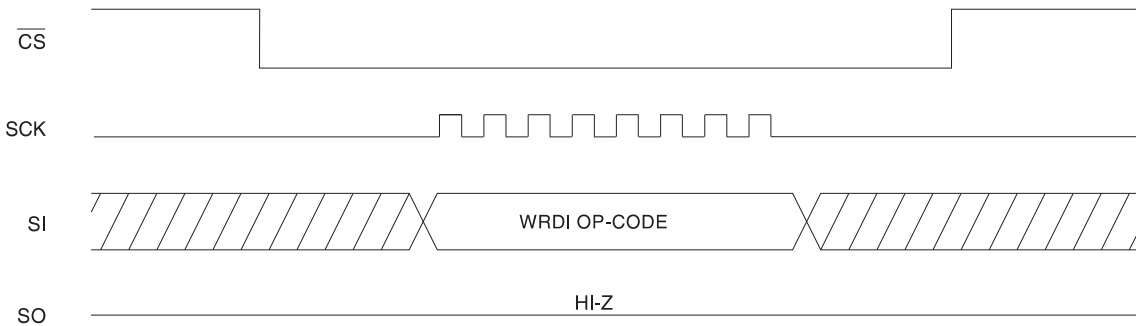 CS
SCK
SI
WRDI OP-CODE
SO
HI-Z